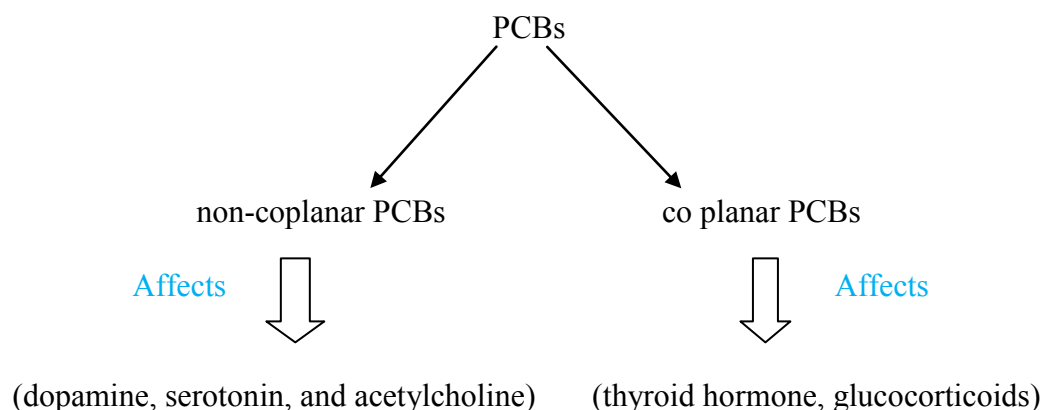 PCBs
non-coplanar PCBs
co planar PCBs
Affects
Affects
(dopamine, serotonin, and acetylcholine)
(thyroid hormone, glucocorticoids)